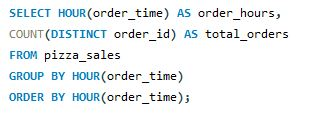 SELECT HOUR(order_time) AS order_hours,
COUNT(DISTINCT order_id) AS total_orders
FROM pizza_sales
GROUP BY HOUR(order_time)
ORDER BY HOUR(order_time);